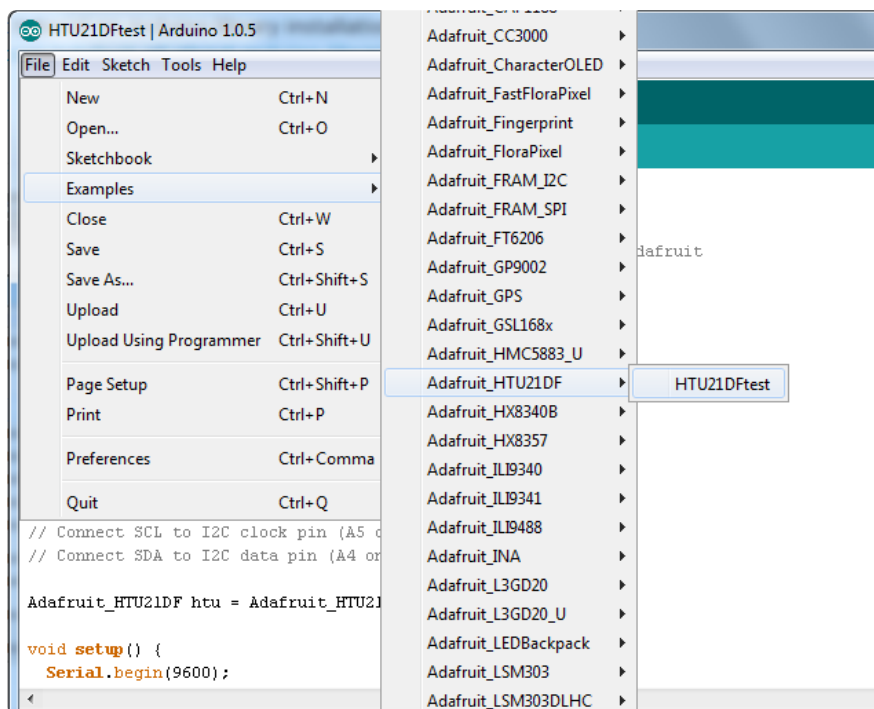 HTU21DFtest | Arduino 1.0.5
File Edit Sketch Tools Help
New Ctrl+N
Open... Ctrl+O
Sketchbook
Examples
Close Ctrl+W
Save Ctrl+S
Save As... Ctrl+Shift+S
Upload Ctrl+U
Upload Using Programmer Ctrl+Shift+U
Page Setup Ctrl+Shift+P
Print Ctrl+P
Preferences Ctrl+Comma
Quit Ctrl+Q
Adafruit_CC3000
Adafruit_CharacterOLED
Adafruit_FastFloraPixel
Adafruit_Fingerprint
Adafruit_FloraPixel
Adafruit_FRAM_I2C
Adafruit_FRAM_SPI
Adafruit_FT6206
Adafruit_GP9002
Adafruit_GPS
Adafruit_GSL168x
Adafruit_HMC5883_U
Adafruit_HTU21DF
Adafruit_HX8340B
Adafruit_HX8357
Adafruit_ILI9340
Adafruit_ILI9341
Adafruit_ILI9488
Adafruit_INA
Adafruit_L3GD20
Adafruit_L3GD20_U
Adafruit_LEDBackpack
Adafruit_LSM303
Adafruit_LSM303DLHC
HTU21DFtest
dafruit
// Connect SCL to I2C clock pin (A5
// Connect SDA to I2C data pin (A4 on
Adafruit_HTU21DF htu = Adafruit_HTU21
void setup() {
Serial.begin(9600);